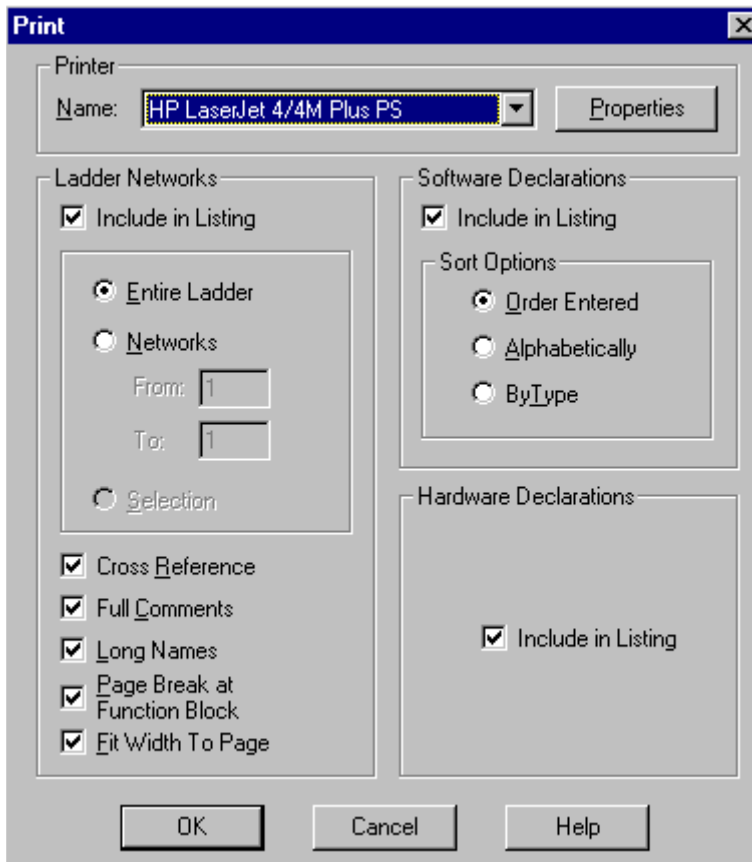 Print
Printer
Name: HP LaserJet 4/4M Plus PS Properties
Ladder Networks
Include in Listing
Entire Ladder
Networks
From: 1
To: 1
Selection
Cross Reference
Full Comments
Long Names
Page Break at
Function Block
Fit Width To Page
Software Declarations
Include in Listing
Sort Options
Order Entered
Alphabetically
ByType
Hardware Declarations
Include in Listing
OK Cancel Help